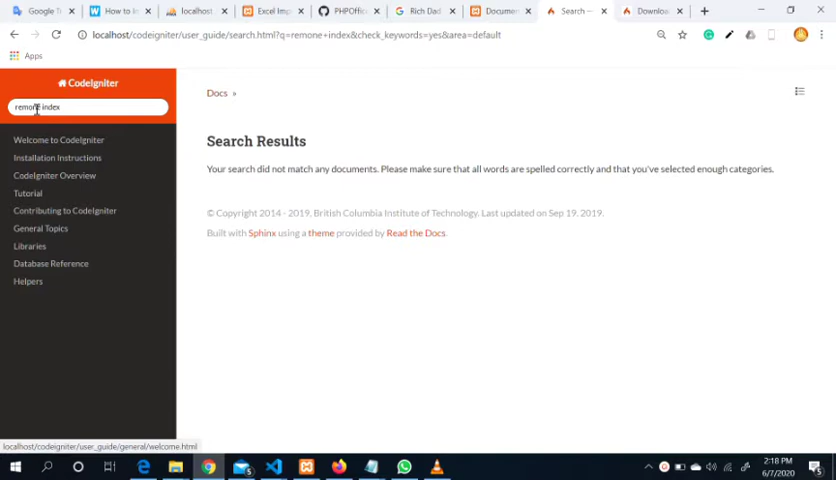 Google T
How to in
localhost
Excel Imp
PHPOffic
Rich Dad
Documen
Search —
Downloa
localhost/codeigniter/user_guide/search.html?q=remone+index&check_keywords=yes&area=default
Apps
CodeIgniter
remone index
Welcome to CodeIgniter
Installation Instructions
CodeIgniter Overview
Tutorial
Contributing to CodeIgniter
General Topics
Libraries
Database Reference
Helpers
Docs »
Search Results
Your search did not match any documents. Please make sure that all words are spelled correctly and that you've selected enough categories.
© Copyright 2014 - 2019, British Columbia Institute of Technology. Last updated on Sep 19, 2019.
Built with Sphinx using a theme provided by Read the Docs.
localhost/codeigniter/user_guide/general/welcome.html
2:18 PM
6/7/2020